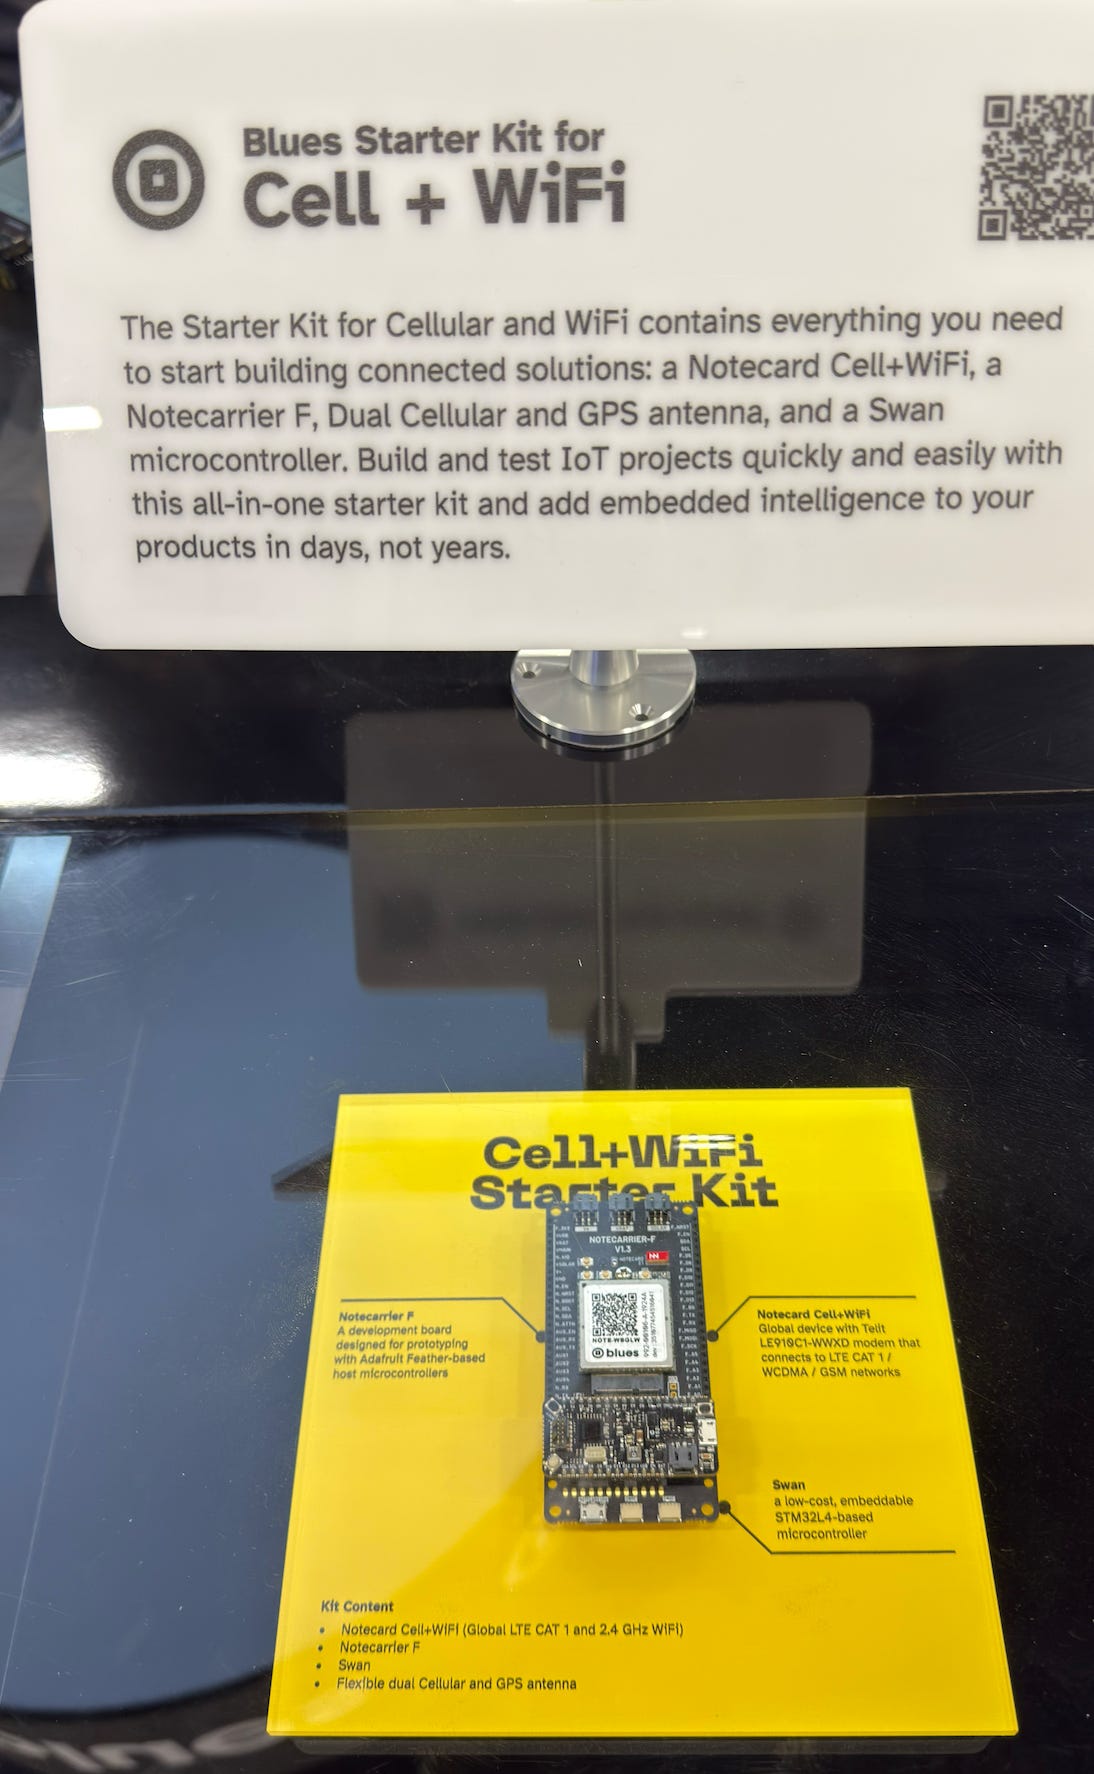 Blues Starter Kit for
Cell + WiFi
The Starter Kit for Cellular and WiFi contains everything you need
to start building connected solutions: a Notecard Cell+WiFi, a
Notecarrier F, Dual Cellular and GPS antenna, and a Swan
microcontroller. Build and test IoT projects quickly and easily with
this all-in-one starter kit and add embedded intelligence to your
products in days, not years.
Cell+WiFi
Starter Kit
NOTECARRIER-F
V1.3
NOTE-WBGLW
blues
Notecarrier F
A development board
designed for prototyping
with Adafruit Feather-based
host microcontrollers
Notecard Cell+WiFi
Global device with Telit
LE910C1-WWXD modem that
connects to LTE CAT 1 /
WCDMA / GSM networks
Swan
a low-cost, embeddable
STM32L4-based
microcontroller
Kit Content
• Notecard Cell+WiFi (Global LTE CAT 1 and 2.4 GHz WiFi)
• Notecarrier F
• Swan
• Flexible dual Cellular and GPS antenna